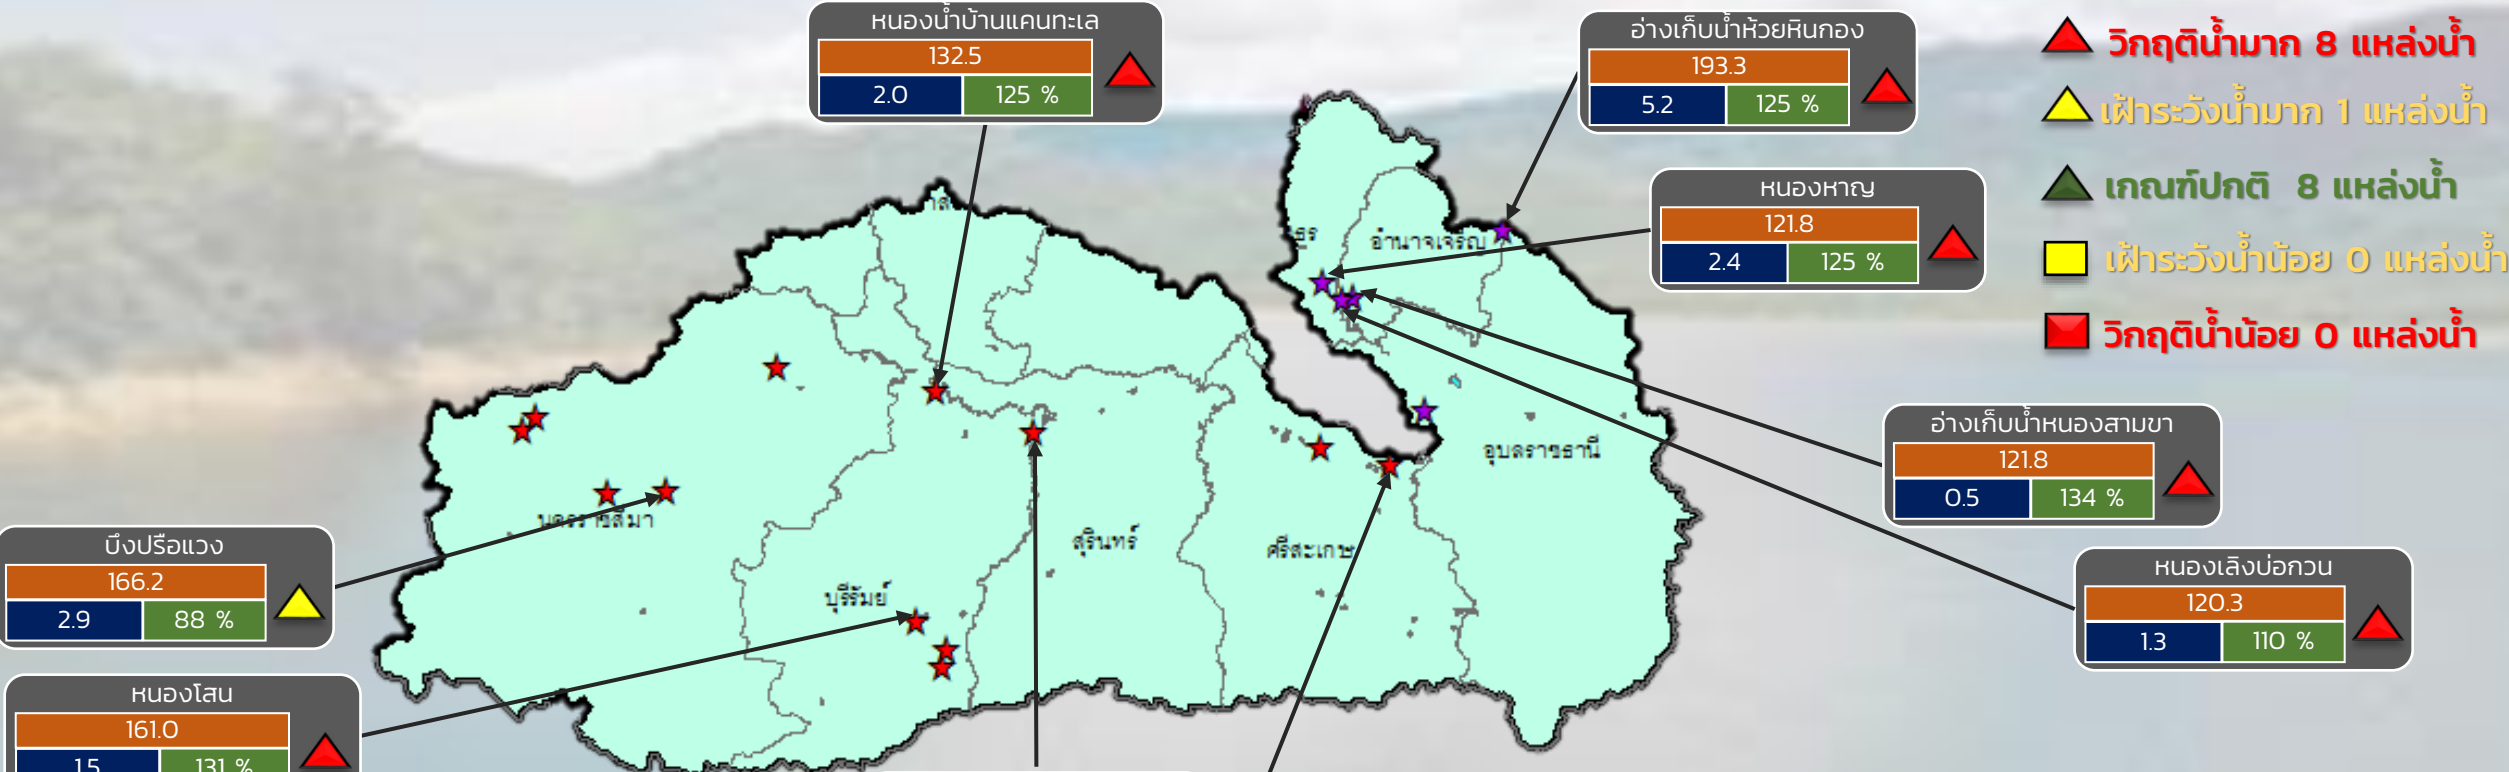 หนองน้ำบ้านแคนทะเล
132.5
2.0 125 %
อ่างเก็บน้ำห้วยหินกอง
193.3
5.2 125 %
วิกฤติน้ำมาก 8 แหล่งน้ำ
เฝ้าระวังน้ำมาก 1 แหล่งน้ำ
เกณฑ์ปกติ 8 แหล่งน้ำ
เฝ้าระวังน้ำน้อย 0 แหล่งน้ำ
วิกฤติน้ำน้อย 0 แหล่งน้ำ
หนองหาญ
121.8
2.4 125 %
อำนาจเจริญ
อ่างเก็บน้ำหนองสามขา
121.8
0.5 134 %
อุบลราชธานี
นครราชสีมา
สุรินทร์
ศรีสะเกษ
บุรีรัมย์
บึงปรือแวง
166.2
2.9 88 %
หนองเลิงบ่อกวน
120.3
1.3 110 %
หนองโสน
161.0
1.5 131 %